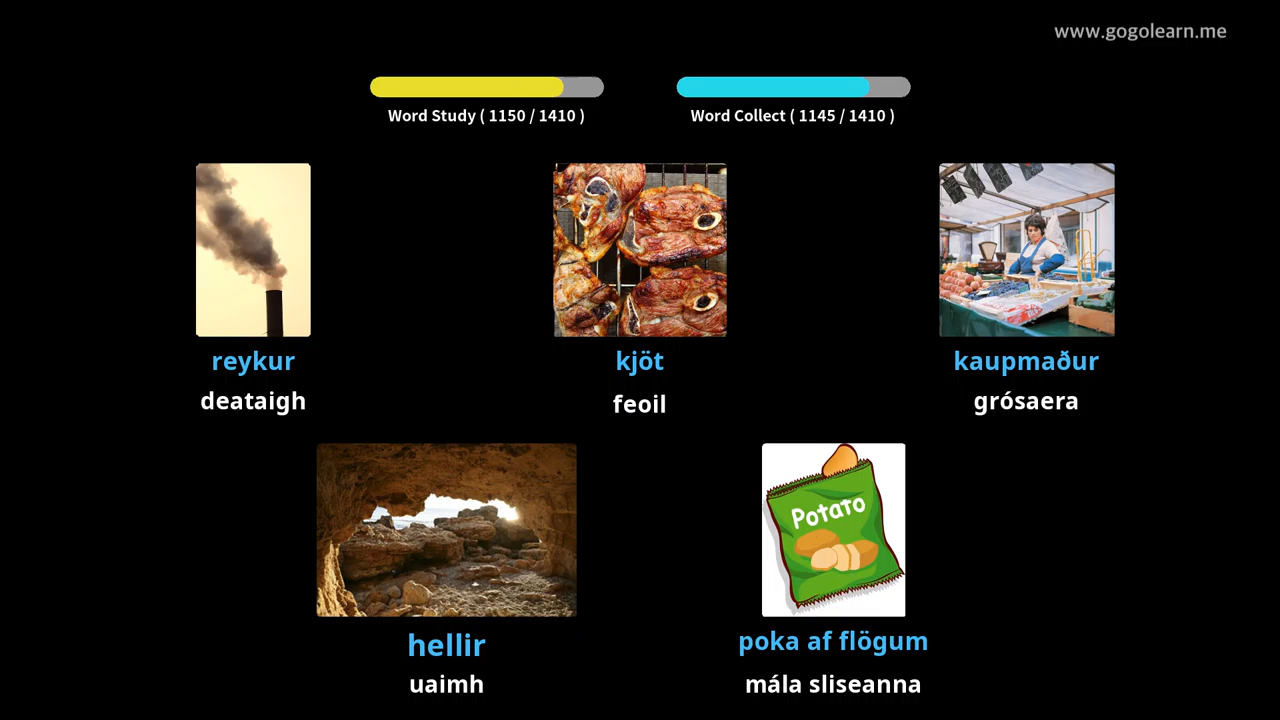 www.gogolearn.me
Word Study ( 1150 / 1410 )
Word Collect ( 1145 / 1410 )
reykur
deataigh
kjöt
feoil
kaupmaður
grósaera
hellir
uaimh
Potato
poka af flögum
mála sliseanna